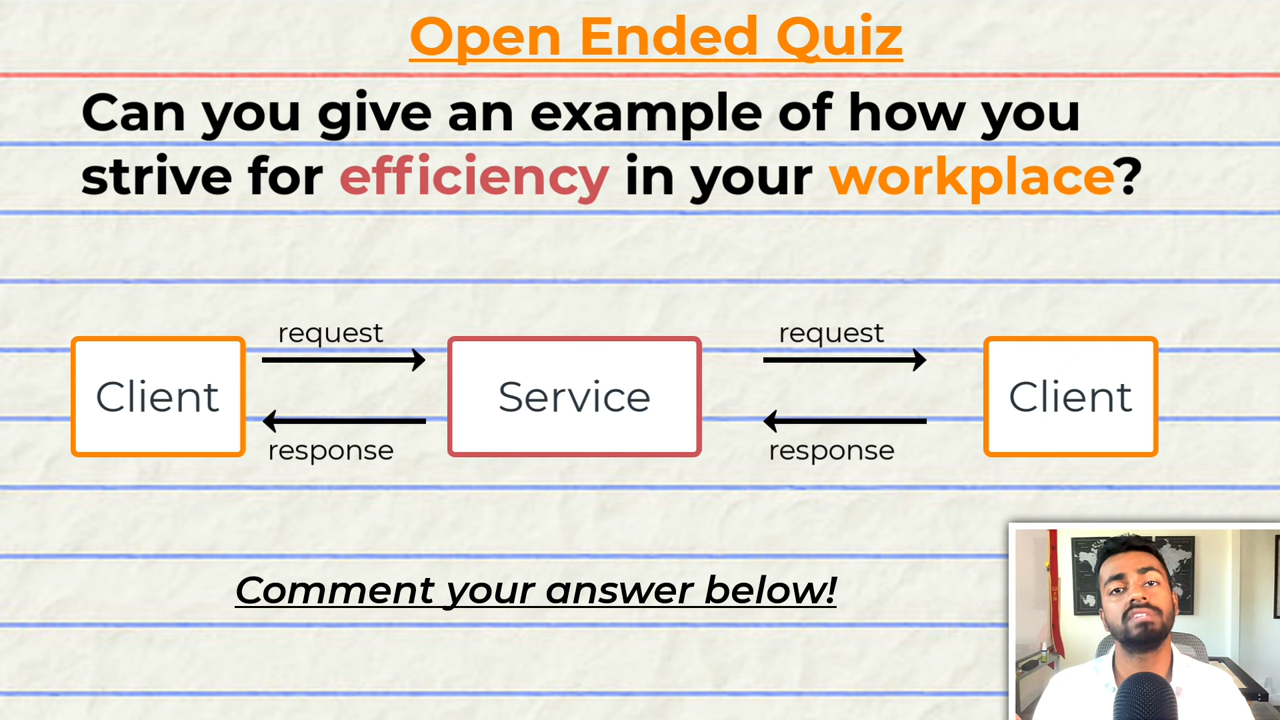 Open Ended Quiz
Can you give an example of how you
strive for efficiency in your workplace?
request
request
Client
Service
Client
response
response
Comment your answer below!